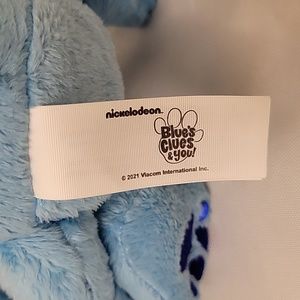 nickelodeon.
Blue's
Clues
& you!
© 2021 Viacom International Inc.